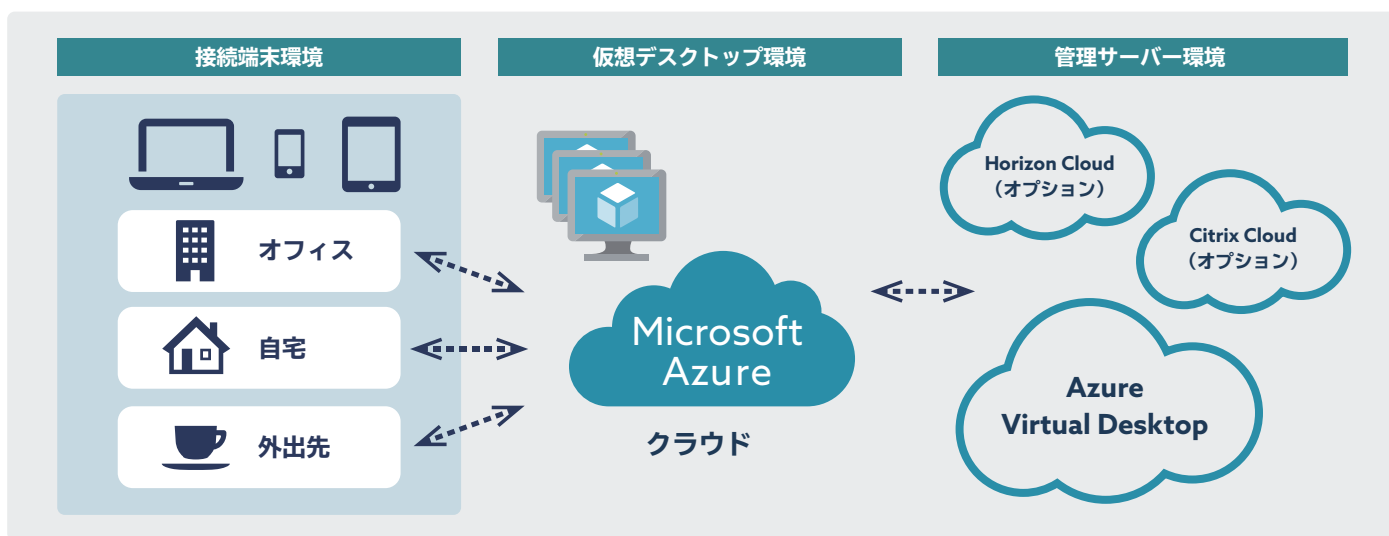 接続端末環境
仮想デスクトップ環境
管理サーバー環境
オフィス
自宅
外出先
Microsoft
Azure
クラウド
Horizon Cloud
（オプション）
Citrix Cloud
（オプション）
Azure
Virtual Desktop